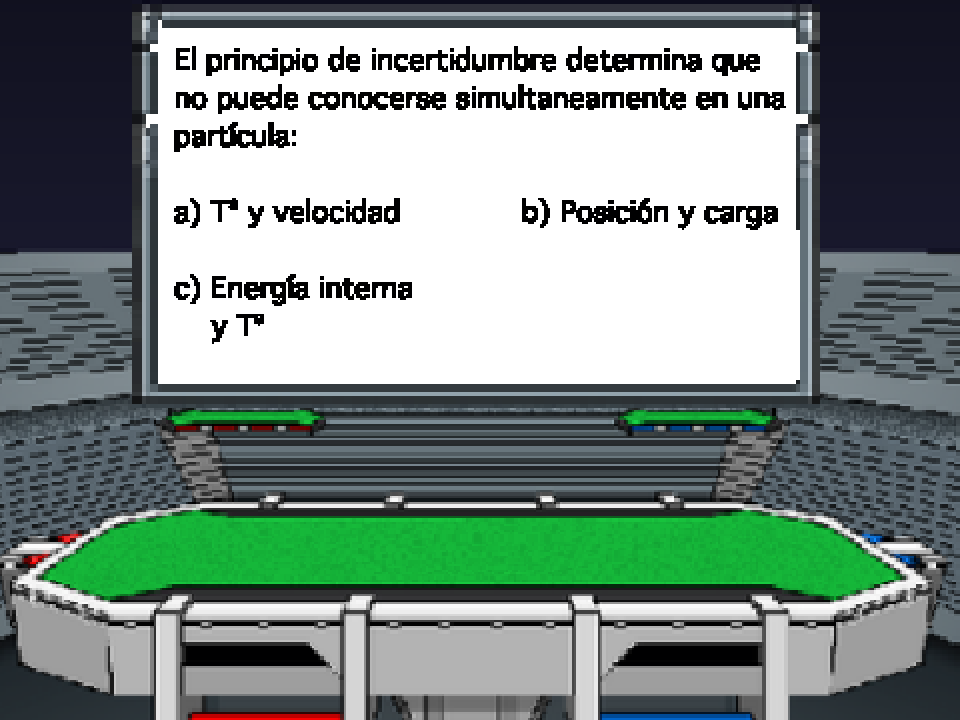 El principio de incertidumbre determina que
no puede conocerse simultaneamente en una
partícula:
a) Tª y velocidad b) Posición y carga
c) Energía interna
y Tª